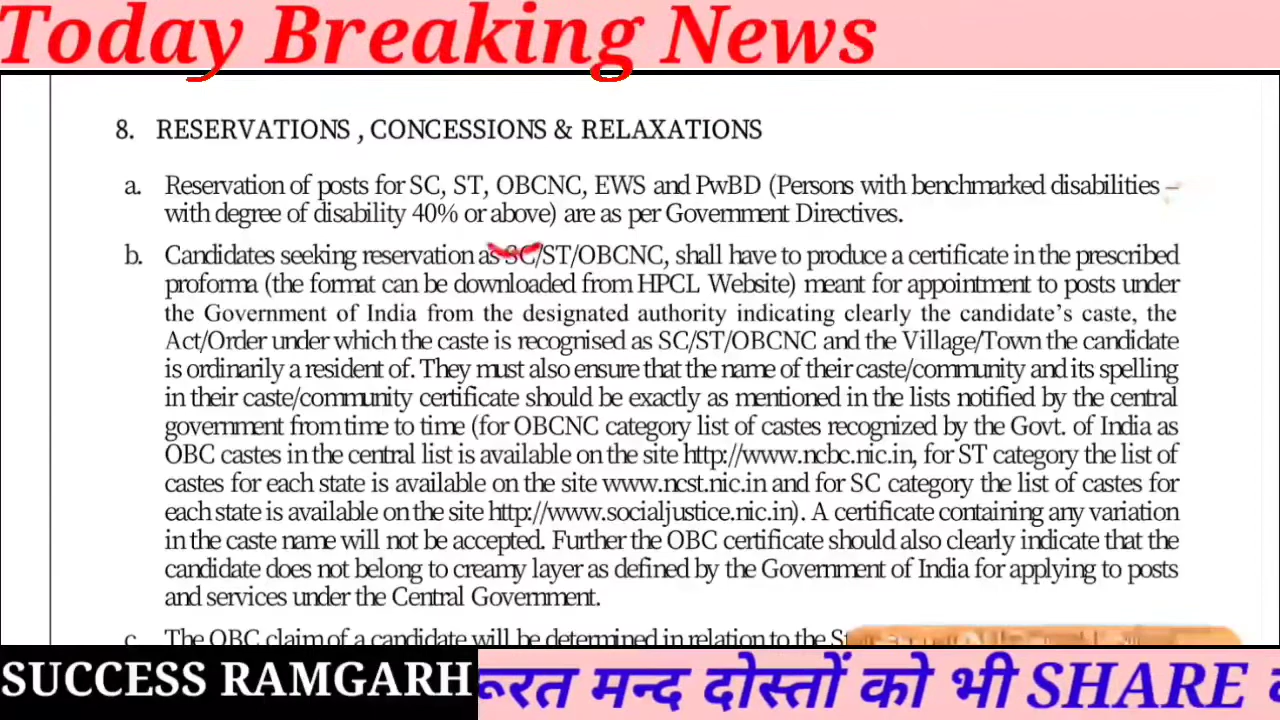 Today Breaking News
8. RESERVATIONS , CONCESSIONS & RELAXATIONS
a. Reservation of posts for SC, ST, OBCNC, EWS and PwBD (Persons with benchmarked disabilities –
with degree of disability 40% or above) are as per Government Directives.
b. Candidates seeking reservation as SC/ST/OBCNC, shall have to produce a certificate in the prescribed
proforma (the format can be downloaded from HPCL Website) meant for appointment to posts under
the Government of India from the designated authority indicating clearly the candidate's caste, the
Act/Order under which the caste is recognised as SC/ST/OBCNC and the Village/Town the candidate
is ordinarily a resident of. They must also ensure that the name of their caste/community and its spelling
in their caste/community certificate should be exactly as mentioned in the lists notified by the central
government from time to time (for OBCNC category list of castes recognized by the Govt. of India as
OBC castes in the central list is available on the site http://www.ncbc.nic.in, for ST category the list of
castes for each state is available on the site www.ncst.nic.in and for SC category the list of castes for
each state is available on the site http://www.socialjustice.nic.in). A certificate containing any variation
in the caste name will not be accepted. Further the OBC certificate should also clearly indicate that the
candidate does not belong to creamy layer as defined by the Government of India for applying to posts
and services under the Central Government.
c. The OBC claim of a candidate will be determined in relation to the
SUCCESS RAMGARH
मन्द दोस्तों को भी SHARE